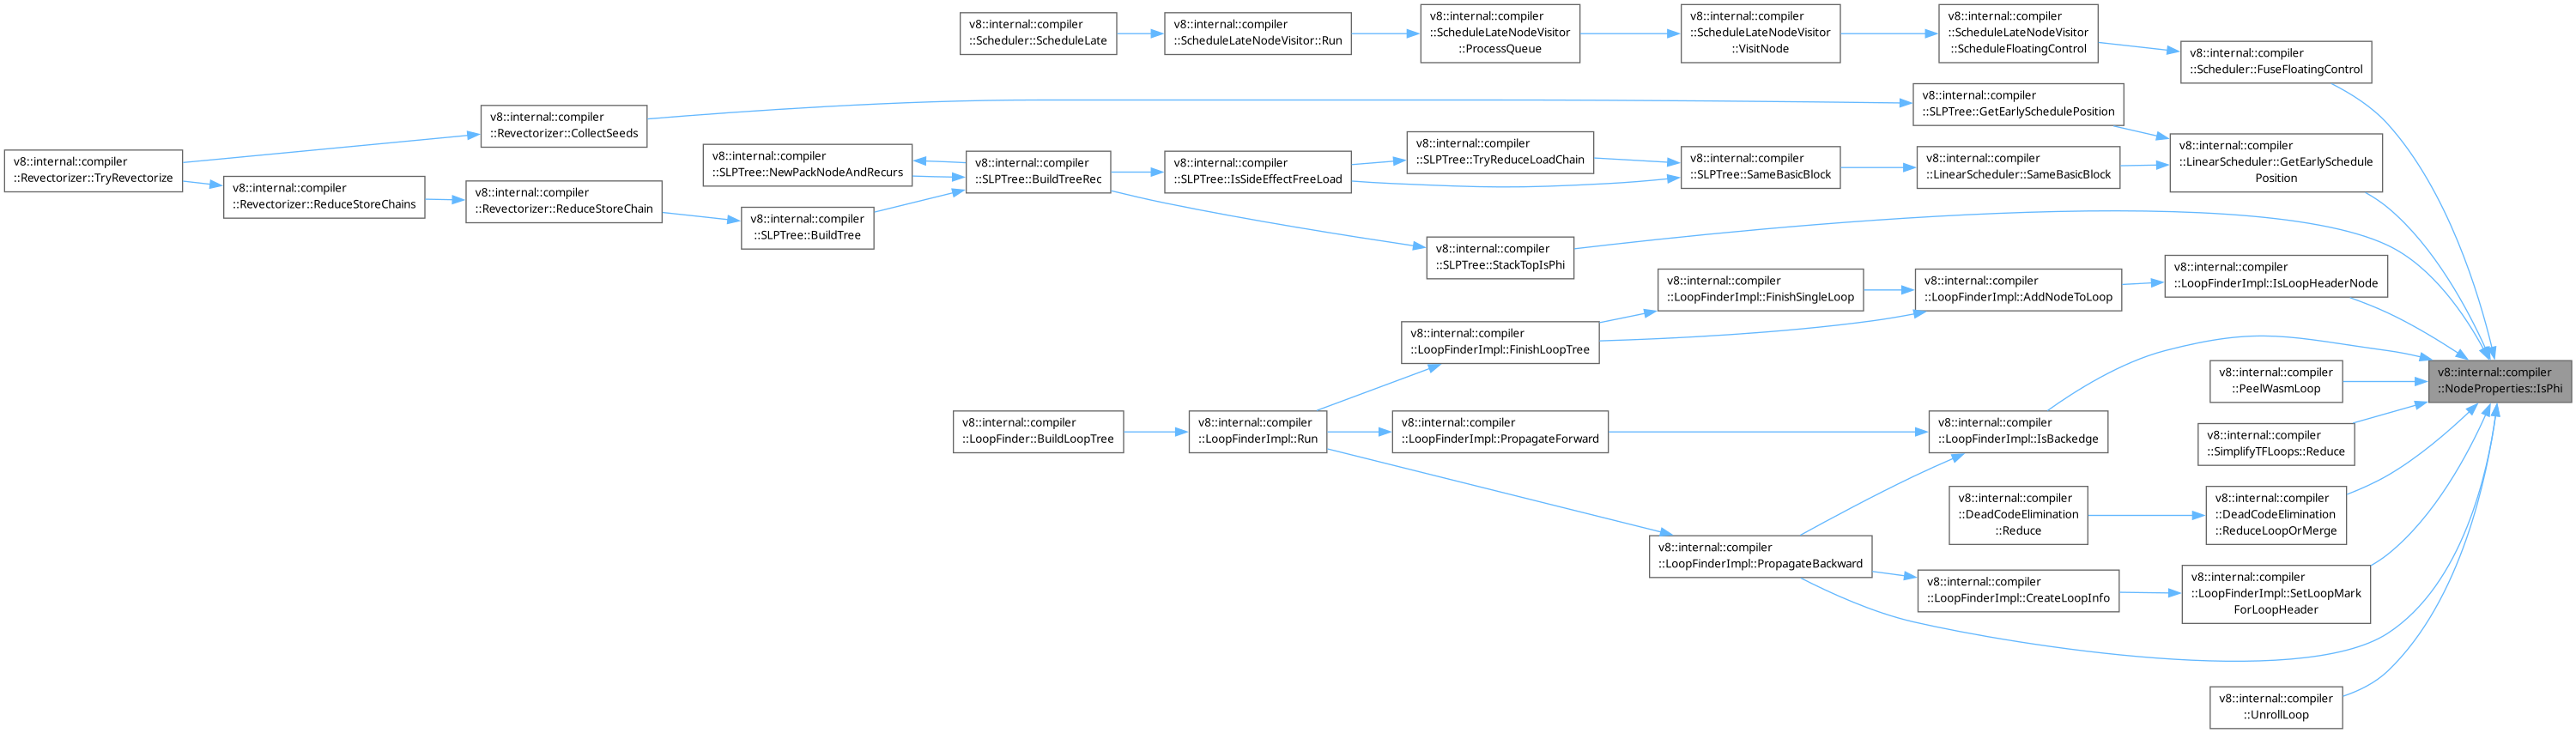 v8::internal::compiler
::Scheduler::ScheduleLate
v8::internal::compiler
::ScheduleLateNodeVisitor::Run
v8::internal::compiler
::ScheduleLateNodeVisitor
::ProcessQueue
v8::internal::compiler
::ScheduleLateNodeVisitor
::VisitNode
v8::internal::compiler
::ScheduleLateNodeVisitor
::ScheduleFloatingControl
v8::internal::compiler
::Scheduler::FuseFloatingControl
v8::internal::compiler
::Revectorizer::CollectSeeds
v8::internal::compiler
::SLPTree::GetEarlySchedulePosition
v8::internal::compiler
::Revectorizer::TryRevectorize
v8::internal::compiler
::Revectorizer::ReduceStoreChains
v8::internal::compiler
::Revectorizer::ReduceStoreChain
v8::internal::compiler
::SLPTree::NewPackNodeAndRecurs
v8::internal::compiler
::SLPTree::BuildTree
v8::internal::compiler
::SLPTree::BuildTreeRec
v8::internal::compiler
::SLPTree::IsSideEffectFreeLoad
v8::internal::compiler
::SLPTree::TryReduceLoadChain
v8::internal::compiler
::SLPTree::SameBasicBlock
v8::internal::compiler
::LinearScheduler::SameBasicBlock
v8::internal::compiler
::LinearScheduler::GetEarlySchedule
Position
v8::internal::compiler
::SLPTree::StackTopIsPhi
v8::internal::compiler
::LoopFinderImpl::FinishSingleLoop
v8::internal::compiler
::LoopFinderImpl::AddNodeToLoop
v8::internal::compiler
::LoopFinderImpl::IsLoopHeaderNode
v8::internal::compiler
::LoopFinderImpl::FinishLoopTree
v8::internal::compiler
::PeelWasmLoop
v8::internal::compiler
::NodeProperties::IsPhi
v8::internal::compiler
::LoopFinder::BuildLoopTree
v8::internal::compiler
::LoopFinderImpl::Run
v8::internal::compiler
::LoopFinderImpl::PropagateForward
v8::internal::compiler
::LoopFinderImpl::IsBackedge
v8::internal::compiler
::SimplifyTFLoops::Reduce
v8::internal::compiler
::DeadCodeElimination
::Reduce
v8::internal::compiler
::DeadCodeElimination
::ReduceLoopOrMerge
v8::internal::compiler
::LoopFinderImpl::PropagateBackward
v8::internal::compiler
::LoopFinderImpl::CreateLoopInfo
v8::internal::compiler
::LoopFinderImpl::SetLoopMark
ForLoopHeader
v8::internal::compiler
::UnrollLoop